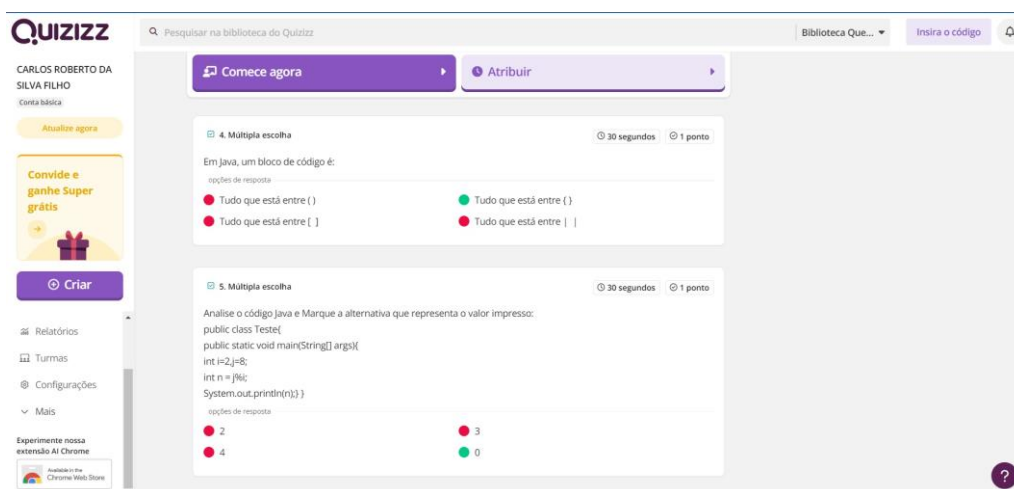 Quizizz
Pesquisar na biblioteca do Quizizz
Biblioteca Que...
Insira o código
CARLOS ROBERTO DA
SILVA FILHO
Conta básica
Atualize agora
Convide e
ganhe Super
grátis
Criar
Relatórios
Turmas
Configurações
Mais
Experimente nossa
extensão AI Chrome
Available in the
Chrome Web Store
Comece agora
Atribuir
4. Múltipla escolha
30 segundos
1 ponto
Em Java, um bloco de código é:
opções de resposta
Tudo que está entre ( )
Tudo que está entre { }
Tudo que está entre [ ]
Tudo que está entre | |
5. Múltipla escolha
30 segundos
1 ponto
Analise o código Java e Marque a alternativa que representa o valor impresso:
public class Teste{
public static void main(String[] args){
int i=2,j=8;
int n = j%i;
System.out.println(n);} }
opções de resposta
2
3
4
0
?